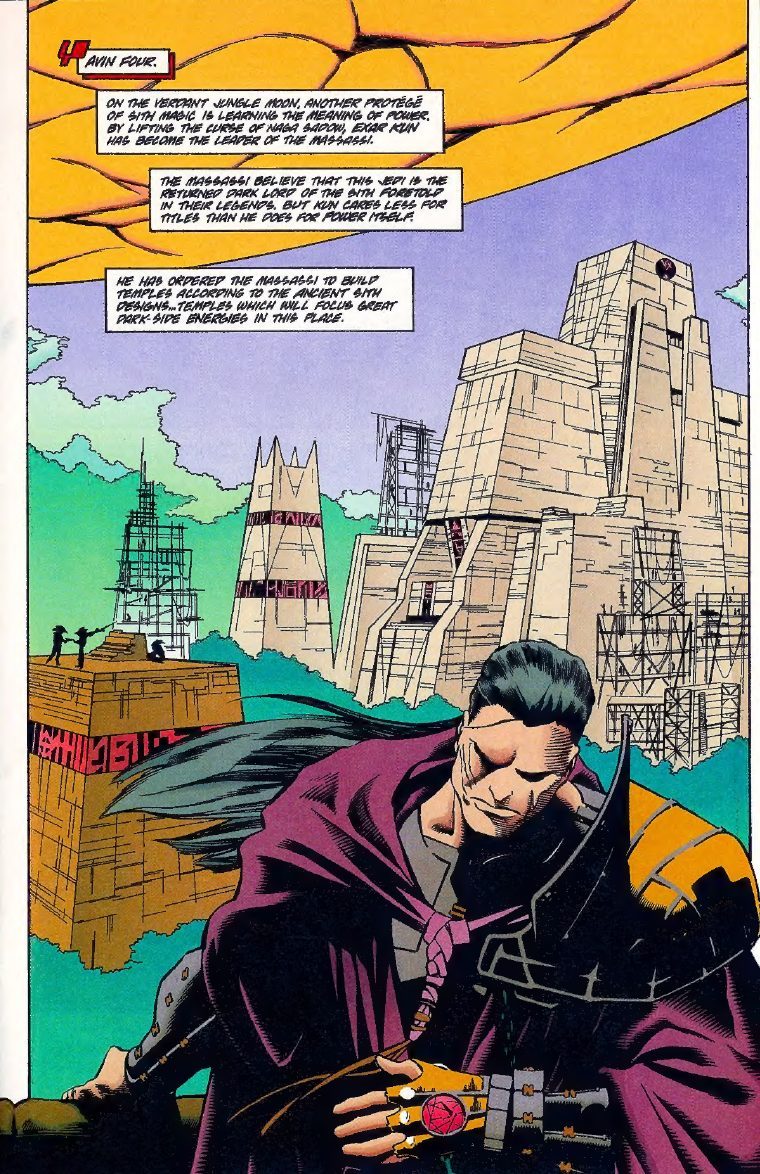 YAVIN FOUR.
ON THE VERDANT JUNGLE MOON, ANOTHER PROTÉGÉ
OF SITH MAGIC IS LEARNING THE MEANING OF POWER.
BY LIFTING THE CURSE OF NAGA SADOW, EXAR KUN
HAS BECOME THE LEADER OF THE MASSASSI.
THE MASSASSI BELIEVE THAT THIS JEDI IS THE
RETURNED DARK LORD OF THE SITH FORETOLD
IN THEIR LEGENDS. BUT KUN CARES LESS FOR
TITLES THAN HE DOES FOR POWER ITSELF.
HE HAS ORDERED THE MASSASSI TO BUILD
TEMPLES ACCORDING TO THE ANCIENT SITH
DESIGNS...TEMPLES WHICH WILL FOCUS GREAT
DARK-SIDE ENERGIES IN THIS PLACE.